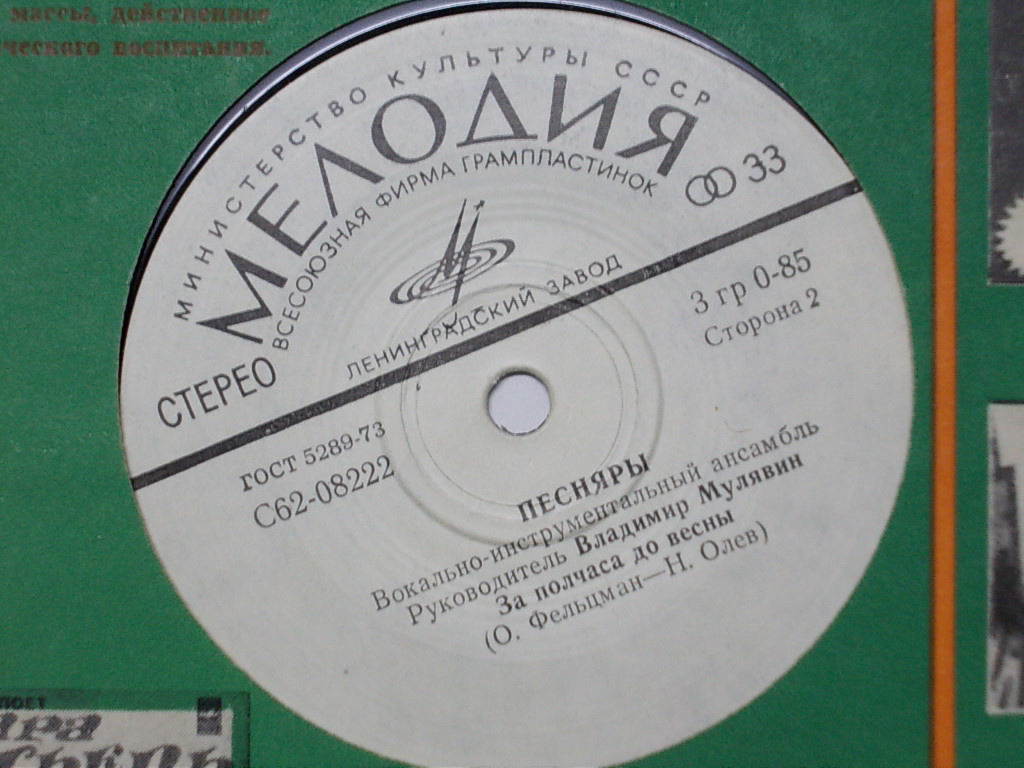 массы, действенное
ческого воспитания.
МИНИСТЕРСТВО КУЛЬТУРЫ СССР
МЕЛОДИЯ
ВСЕСОЮЗНАЯ ФИРМА ГРАМПЛАСТИНОК
33
СТЕРЕО
ЛЕНИНГРАДСКИЙ ЗАВОД
ГОСТ 5289-73
С62-08222
3 гр 0-85
Сторона 2
ПЕСНЯРЫ
Вокально-инструментальный ансамбль
Руководитель Владимир Мулявин
За полчаса до весны
(О. Фельцман—Н. Олев)
ПОЕТ